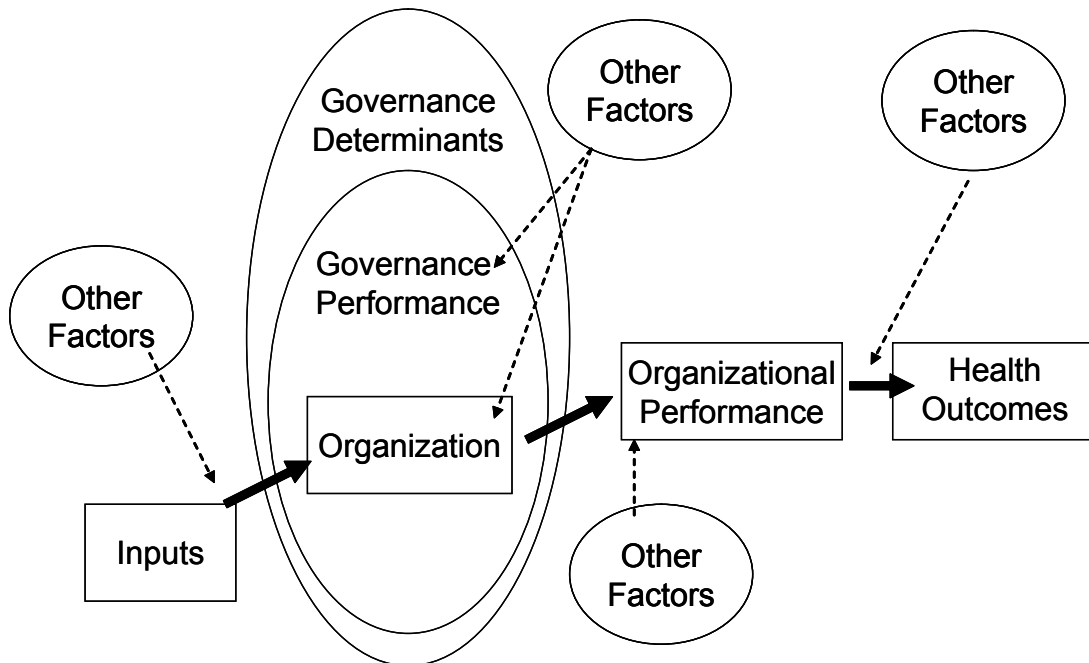 Governance
Determinants
Other
Factors
Other
Factors
Governance
Performance
Other
Factors
Organizational
Performance
Health
Outcomes
Organization
Inputs
Other
Factors